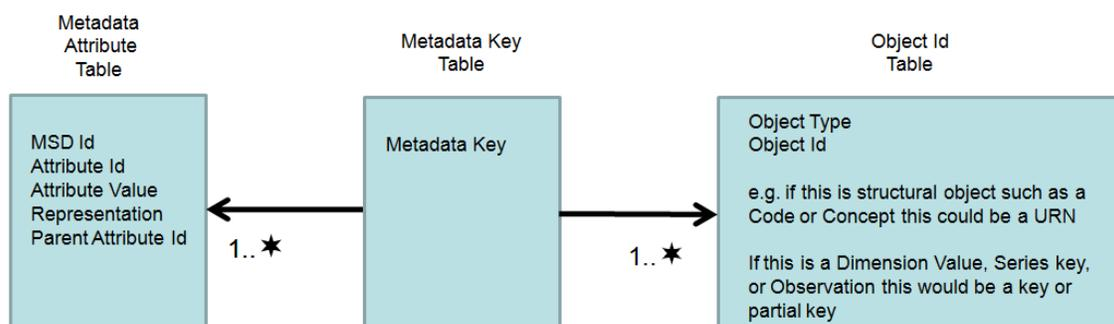 Metadata
Attribute
Table
Metadata Key
Table
Object Id
Table
MSD Id
Attribute Id
Attribute Value
Representation
Parent Attribute Id
Metadata Key
Object Type
Object Id
e.g. if this is structural object such as a
Code or Concept this could be a URN
If this is a Dimension Value, Series key,
or Observation this would be a key or
partial key
1.. ✶
1.. ✶